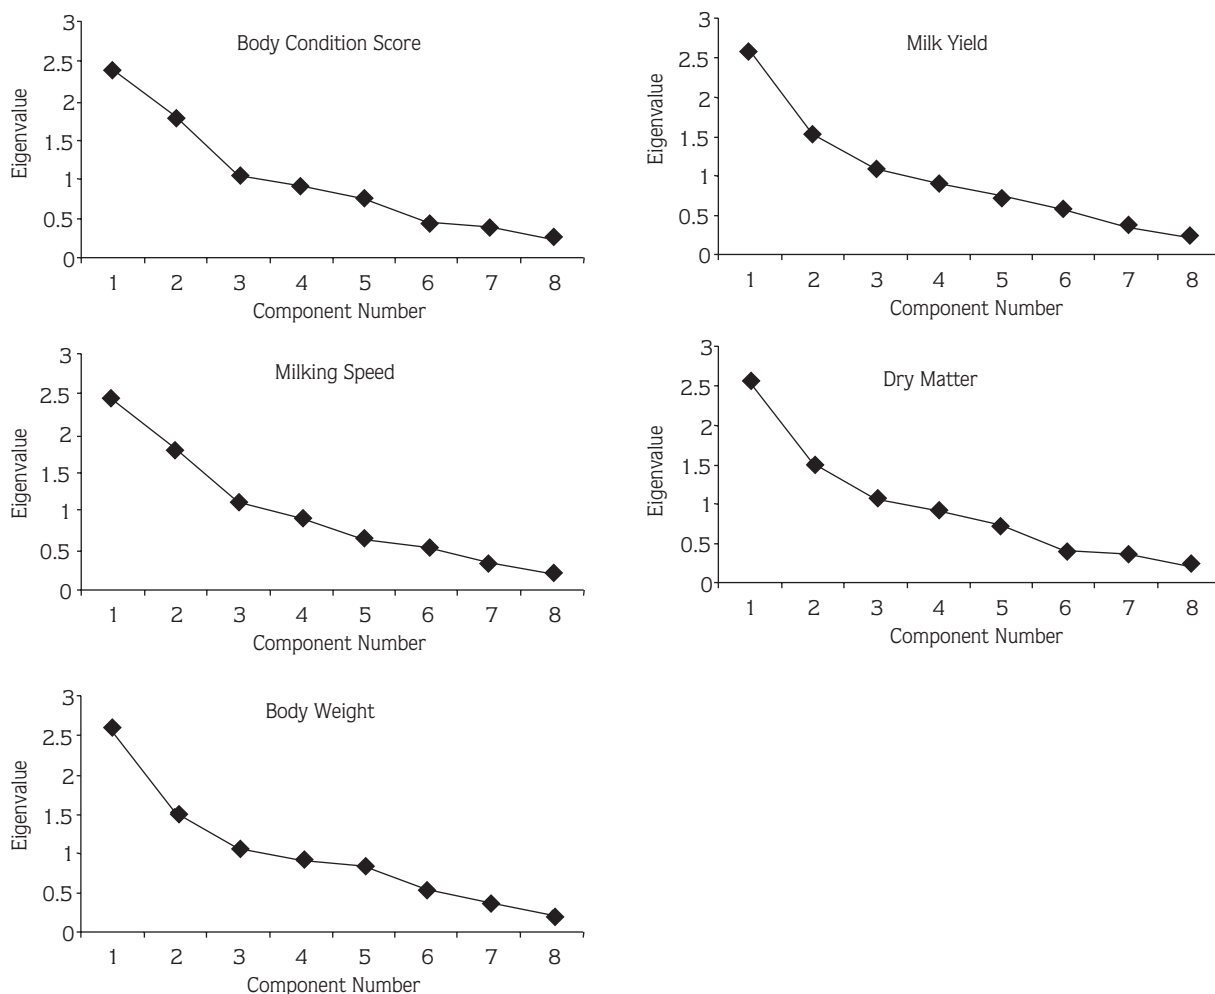 Body Condition Score
Eigenvalue
3
2.5
2
1.5
1
0.5
0
1 2 3 4 5 6 7 8
Component Number
Milk Yield
Eigenvalue
3
2.5
2
1.5
1
0.5
0
1 2 3 4 5 6 7 8
Component Number
Milking Speed
Eigenvalue
3
2.5
2
1.5
1
0.5
0
1 2 3 4 5 6 7 8
Component Number
Dry Matter
Eigenvalue
3
2.5
2
1.5
1
0.5
0
1 2 3 4 5 6 7 8
Component Number
Body Weight
Eigenvalue
3
2.5
2
1.5
1
0.5
0
1 2 3 4 5 6 7 8
Component Number